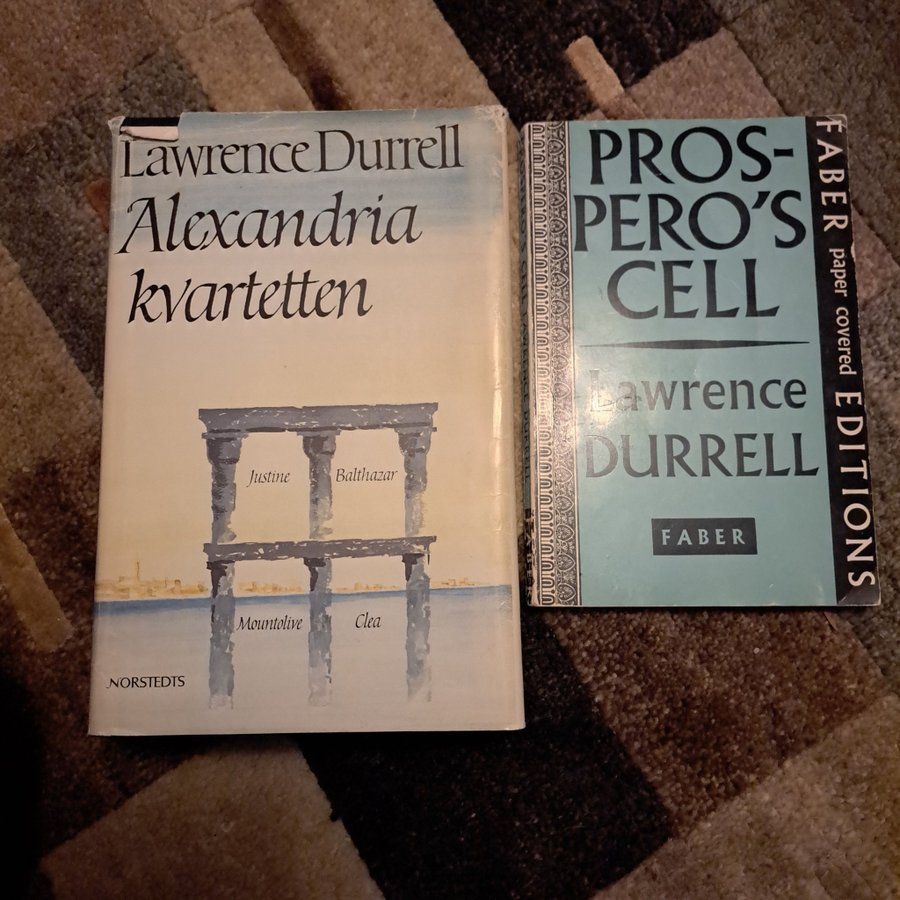 Lawrence Durrell
Alexandria
kvartetten
Justine
Balthazar
Mountolive
Clea
NORSTEDTS
PROS-
PERO'S
CELL
Lawrence
DURRELL
FABER
FABER paper covered EDITIONS